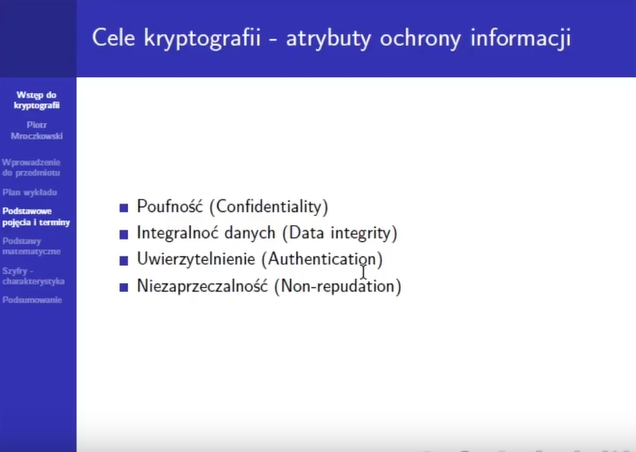 Cele kryptografii - atrybuty ochrony informacji
Wstęp do
kryptografii
Piotr
Mroczkowski
Wprowadzenie
do przedmiotu
Plan wykładu
Podstawowe
pojęcia i terminy
Podstawy
matematyczne
Szyfry -
charakterystyka
Podsumowanie
Poufność (Confidentiality)
Integralnoć danych (Data integrity)
Uwierzytelnienie (Authentication)
Niezaprzeczalność (Non-repudation)